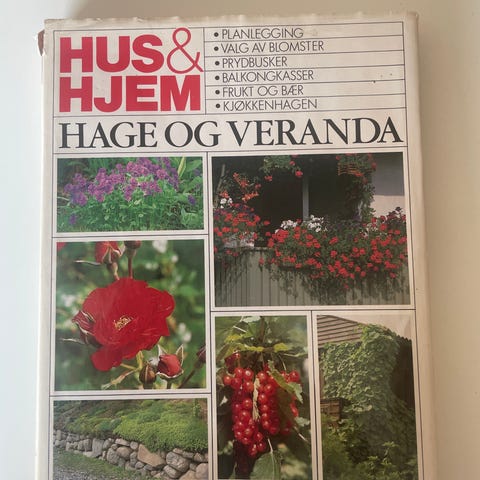 HUS&
HJEM
• PLANLEGGING
• VALG AV BLOMSTER
• PRYDBUSKER
• BALKONGKASSER
• FRUKT OG BÆR
• KJØKKENHAGEN
HAGE OG VERANDA